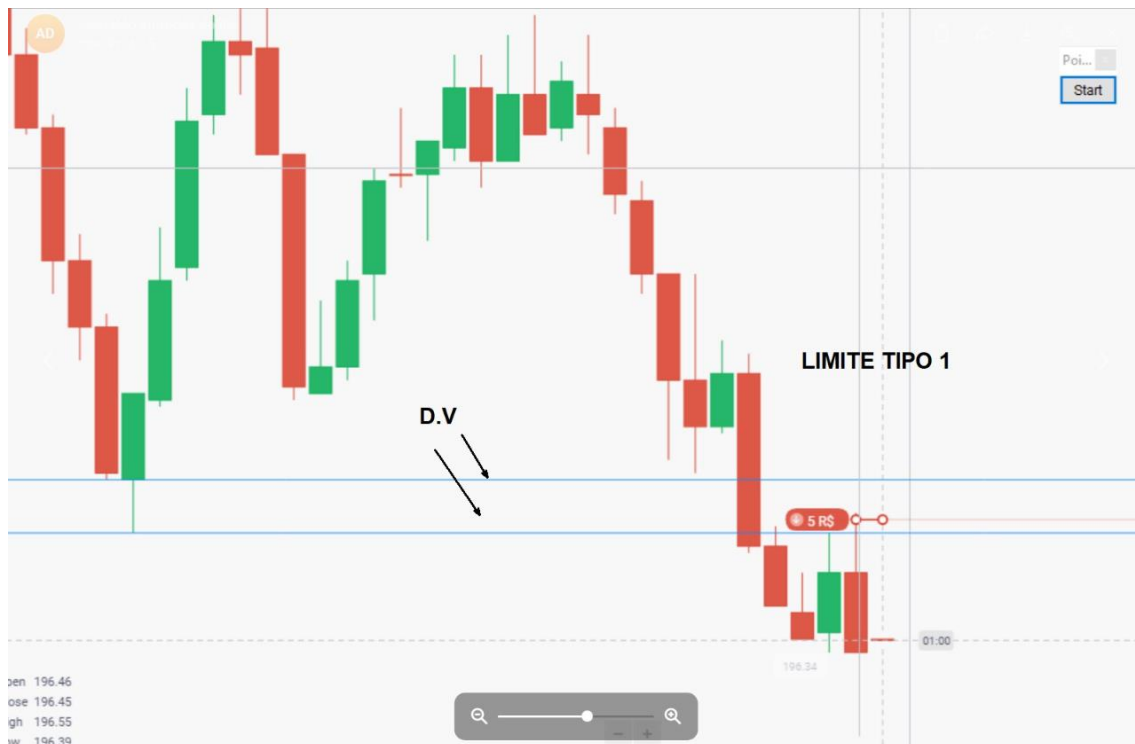 AD
Poi...
Start
LIMITE TIPO 1
D.V
5 R$
01:00
196.34
pen 196.46
ose 196.45
gh 196.55
ow 196.39